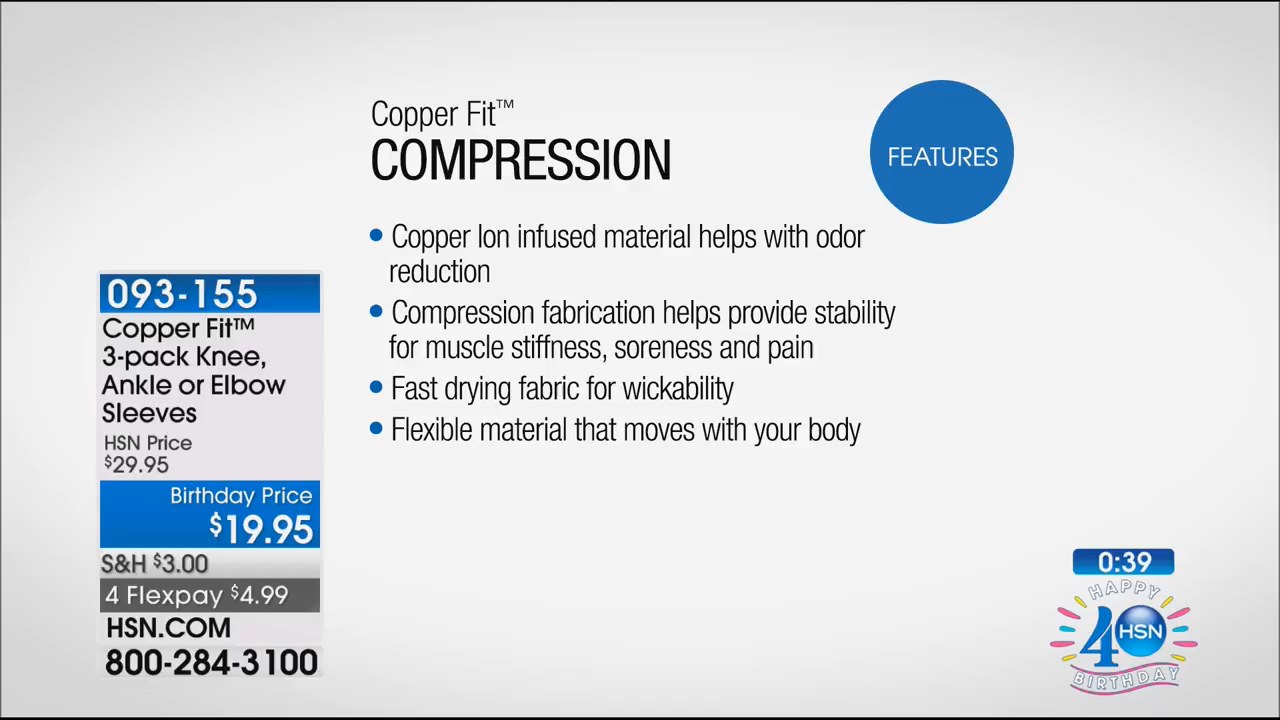 Copper Fit™
COMPRESSION
FEATURES
• Copper Ion infused material helps with odor
reduction
• Compression fabrication helps provide stability
for muscle stiffness, soreness and pain
• Fast drying fabric for wickability
• Flexible material that moves with your body
093-155
Copper Fit™
3-pack Knee,
Ankle or Elbow
Sleeves
HSN Price
$29.95
Birthday Price
$19.95
S&H $3.00
4 Flexpay $4.99
HSN.COM
800-284-3100
0:39
HAPPY
40 HSN
BIRTHDAY